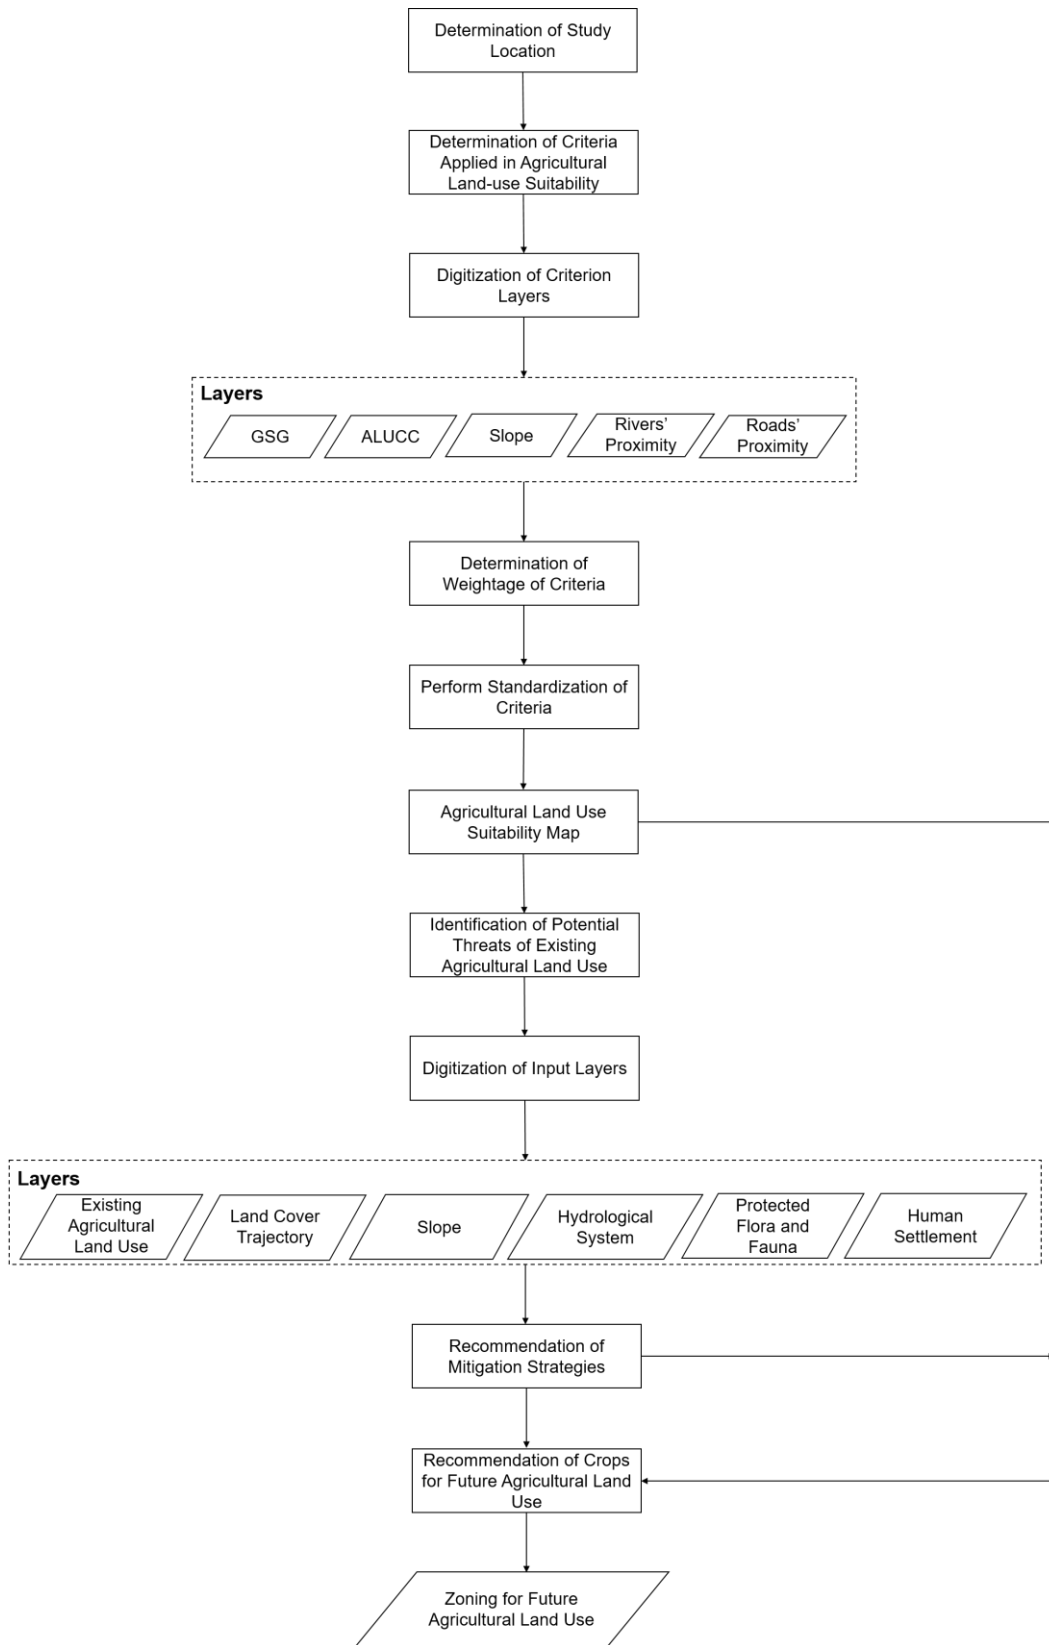 Determination of Study
Location
Determination of Criteria
Applied in Agricultural
Land-use Suitability
Digitization of Criterion
Layers
Layers
GSG
ALUCC
Slope
Rivers'
Proximity
Roads'
Proximity
Determination of
Weightage of Criteria
Perform Standardization of
Criteria
Agricultural Land Use
Suitability Map
Identification of Potential
Threats of Existing
Agricultural Land Use
Digitization of Input Layers
Layers
Existing
Agricultural
Land Use
Land Cover
Trajectory
Slope
Hydrological
System
Protected
Flora and
Fauna
Human
Settlement
Recommendation of
Mitigation Strategies
Recommendation of Crops
for Future Agricultural Land
Use
Zoning for Future
Agricultural Land Use